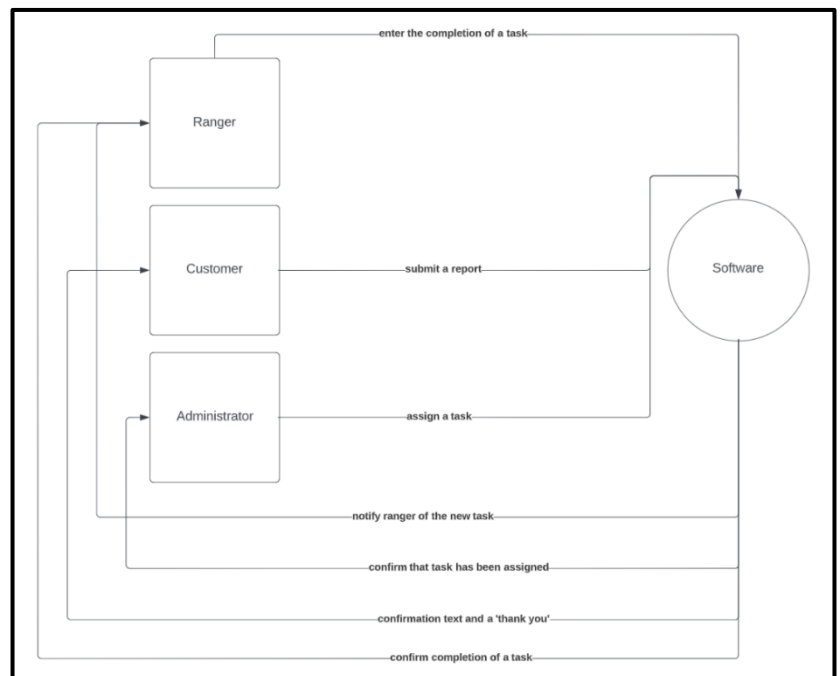 enter the completion of a task
Ranger
Customer
submit a report
Software
Administrator
assign a task
notify ranger of the new task
confirm that task has been assigned
confirmation text and a 'thank you'
confirm completion of a task